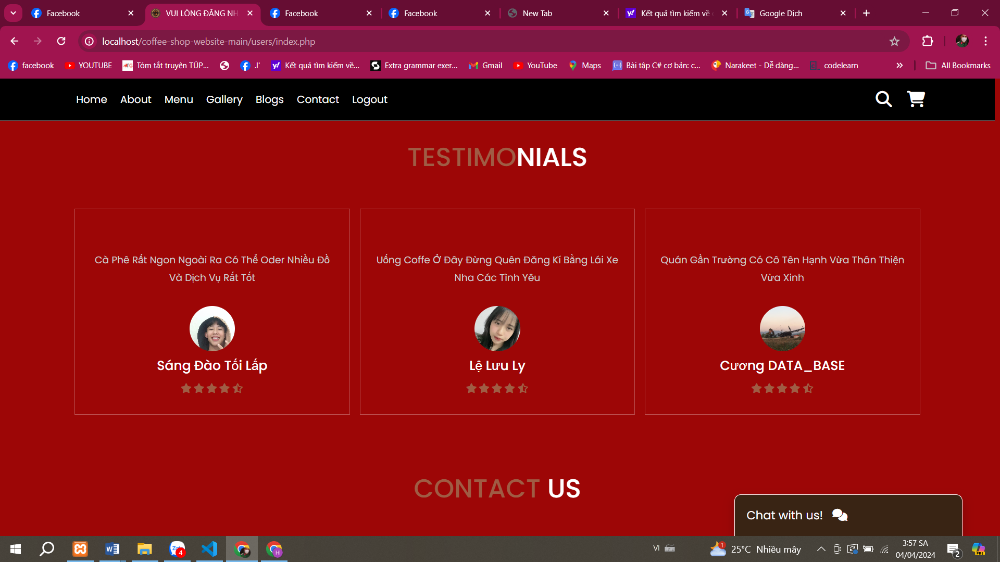 Facebook
VUI LÒNG ĐĂNG NH
Facebook
Facebook
New Tab
Kết quả tìm kiếm về
Google Dịch
localhost/coffee-shop-website-main/users/index.php
facebook
YOUTUBE
Tóm tắt truyện TÚP...
.I'
Kết quả tìm kiếm về...
Extra grammar exer...
Gmail
YouTube
Maps
Bài tập C# cơ bản: c...
Narakeet - Dễ dàng...
codelearn
All Bookmarks
Home About Menu Gallery Blogs Contact Logout
TESTIMONIALS
Cà Phê Rất Ngon Ngoài Ra Có Thể Oder Nhiều Đồ
Và Dịch Vụ Rất Tốt
Sáng Đào Tối Lấp
Uống Coffe Ở Đây Đừng Quên Đăng Kí Bằng Lái Xe
Nha Các Tình Yêu
Lệ Lưu Ly
Quán Gần Trường Có Cô Tên Hạnh Vừa Thân Thiện
Vừa Xinh
Cương DATA_BASE
CONTACT US
Chat with us!
4
H
VI
1
25°C Nhiều mây
3:57 SA
04/04/2024
2
PRE